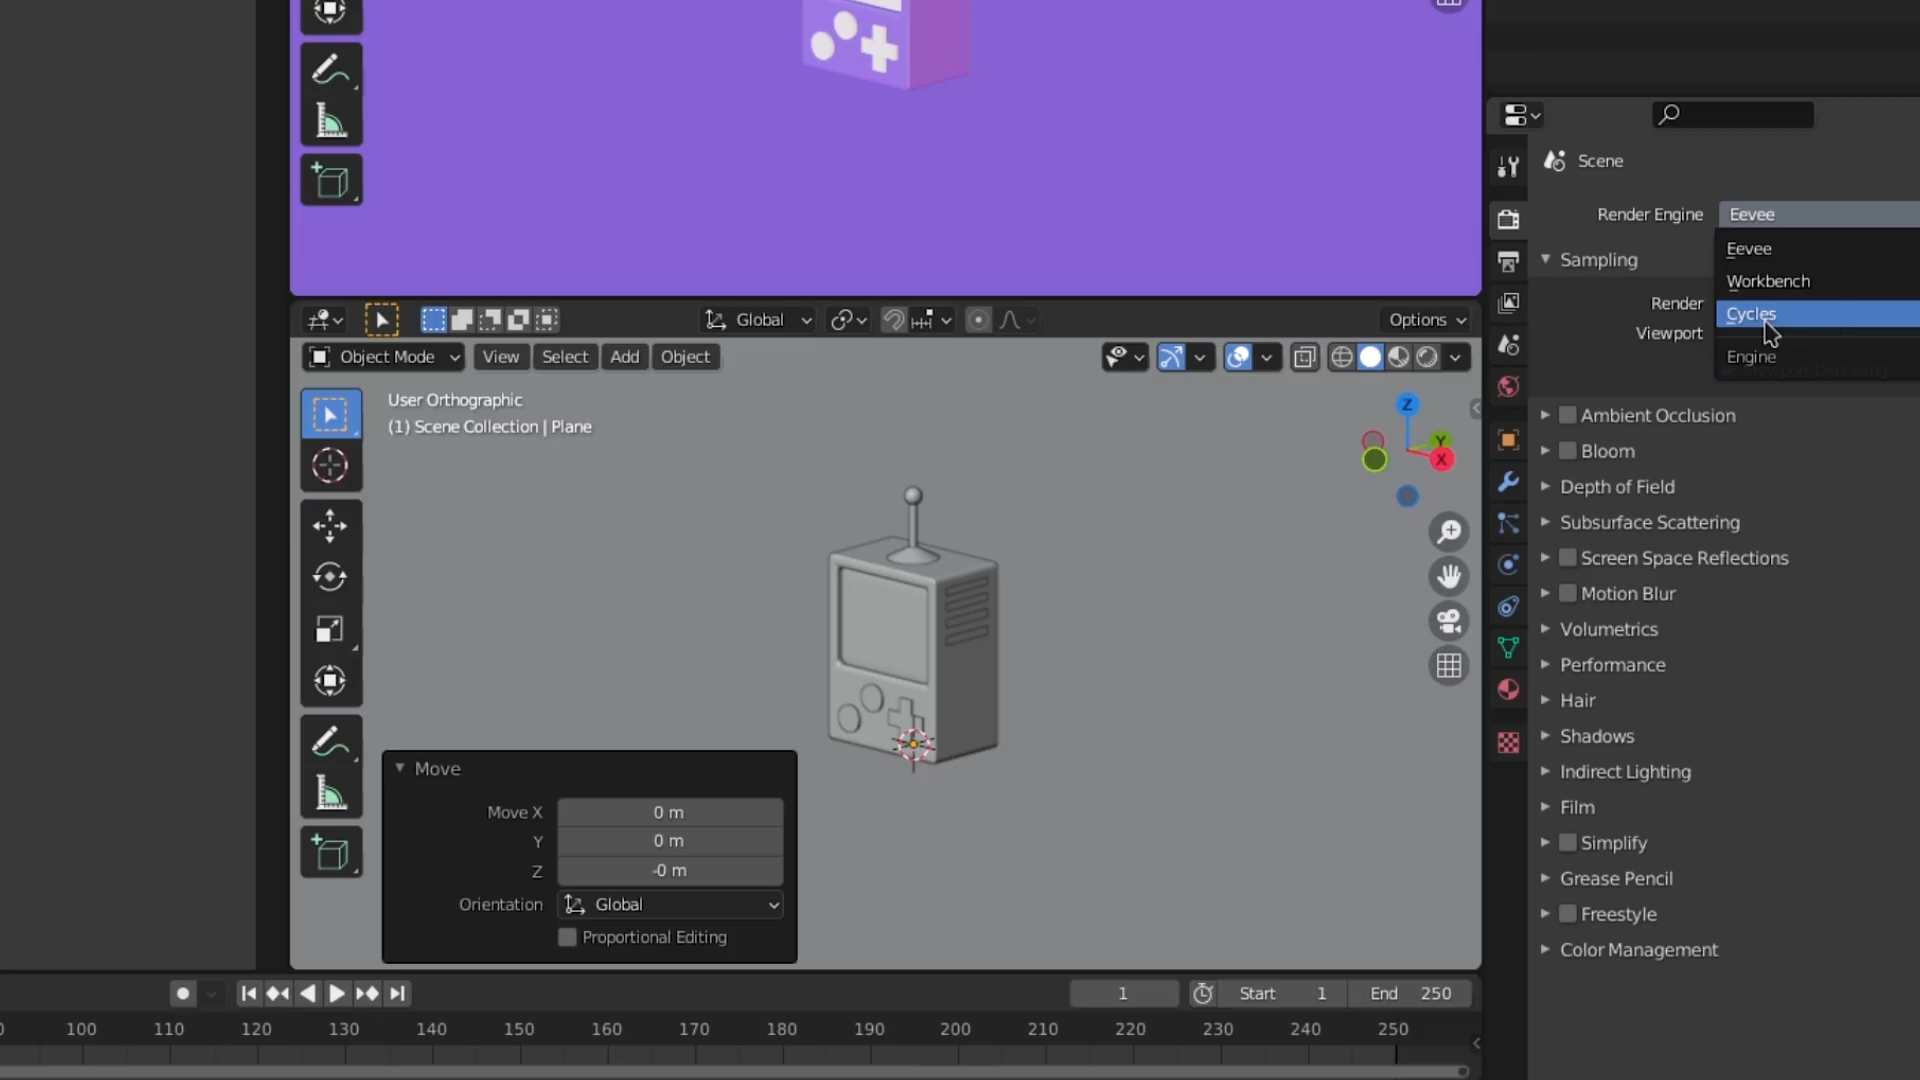 Scene
Render Engine
Eevee
Eevee
Workbench
Cycles
Engine
Sampling
Render
Viewport
Viewport Denoising
Ambient Occlusion
Bloom
Depth of Field
Subsurface Scattering
Screen Space Reflections
Motion Blur
Volumetrics
Performance
Hair
Shadows
Indirect Lighting
Film
Simplify
Grease Pencil
Freestyle
Color Management
Global
Options
Object Mode
View
Select
Add
Object
User Orthographic
(1) Scene Collection | Plane
Z
Y
X
Move
Move X 0 m
Y 0 m
Z -0 m
Orientation Global
Proportional Editing
1
Start 1
End 250
0 100 110 120 130 140 150 160 170 180 190 200 210 220 230 240 250